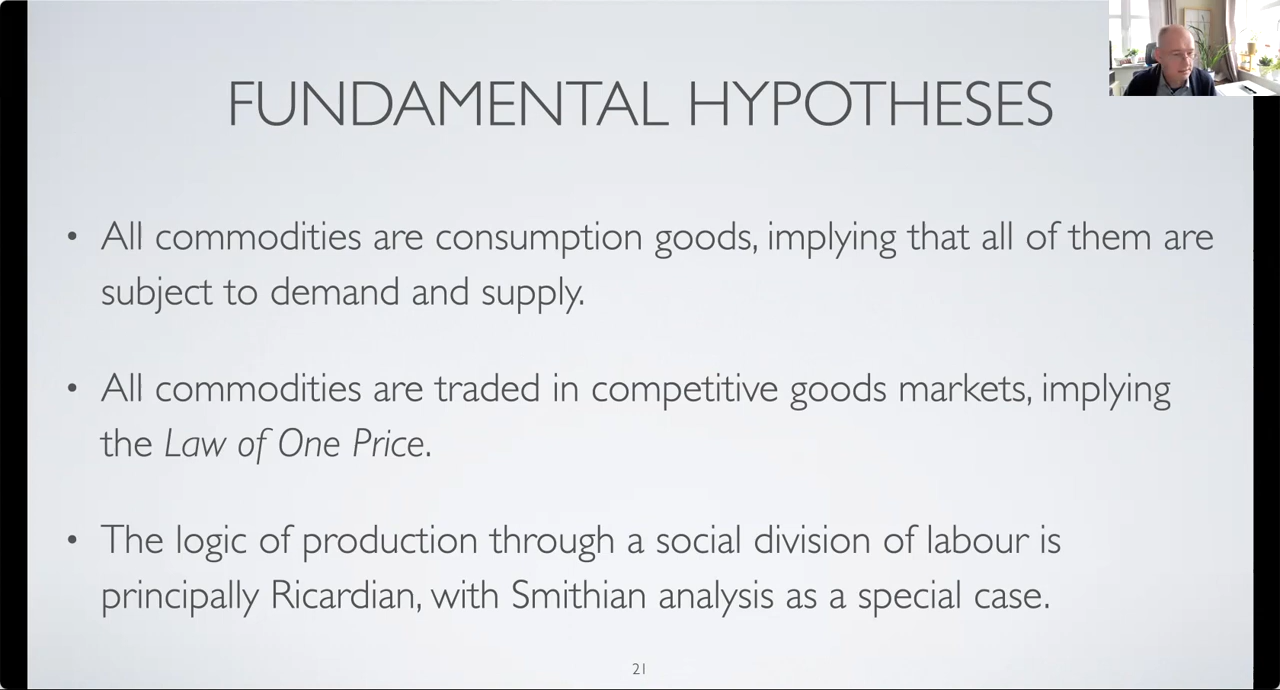 FUNDAMENTAL HYPOTHESES
• All commodities are consumption goods, implying that all of them are
subject to demand and supply.
• All commodities are traded in competitive goods markets, implying
the Law of One Price.
• The logic of production through a social division of labour is
principally Ricardian, with Smithian analysis as a special case.
21